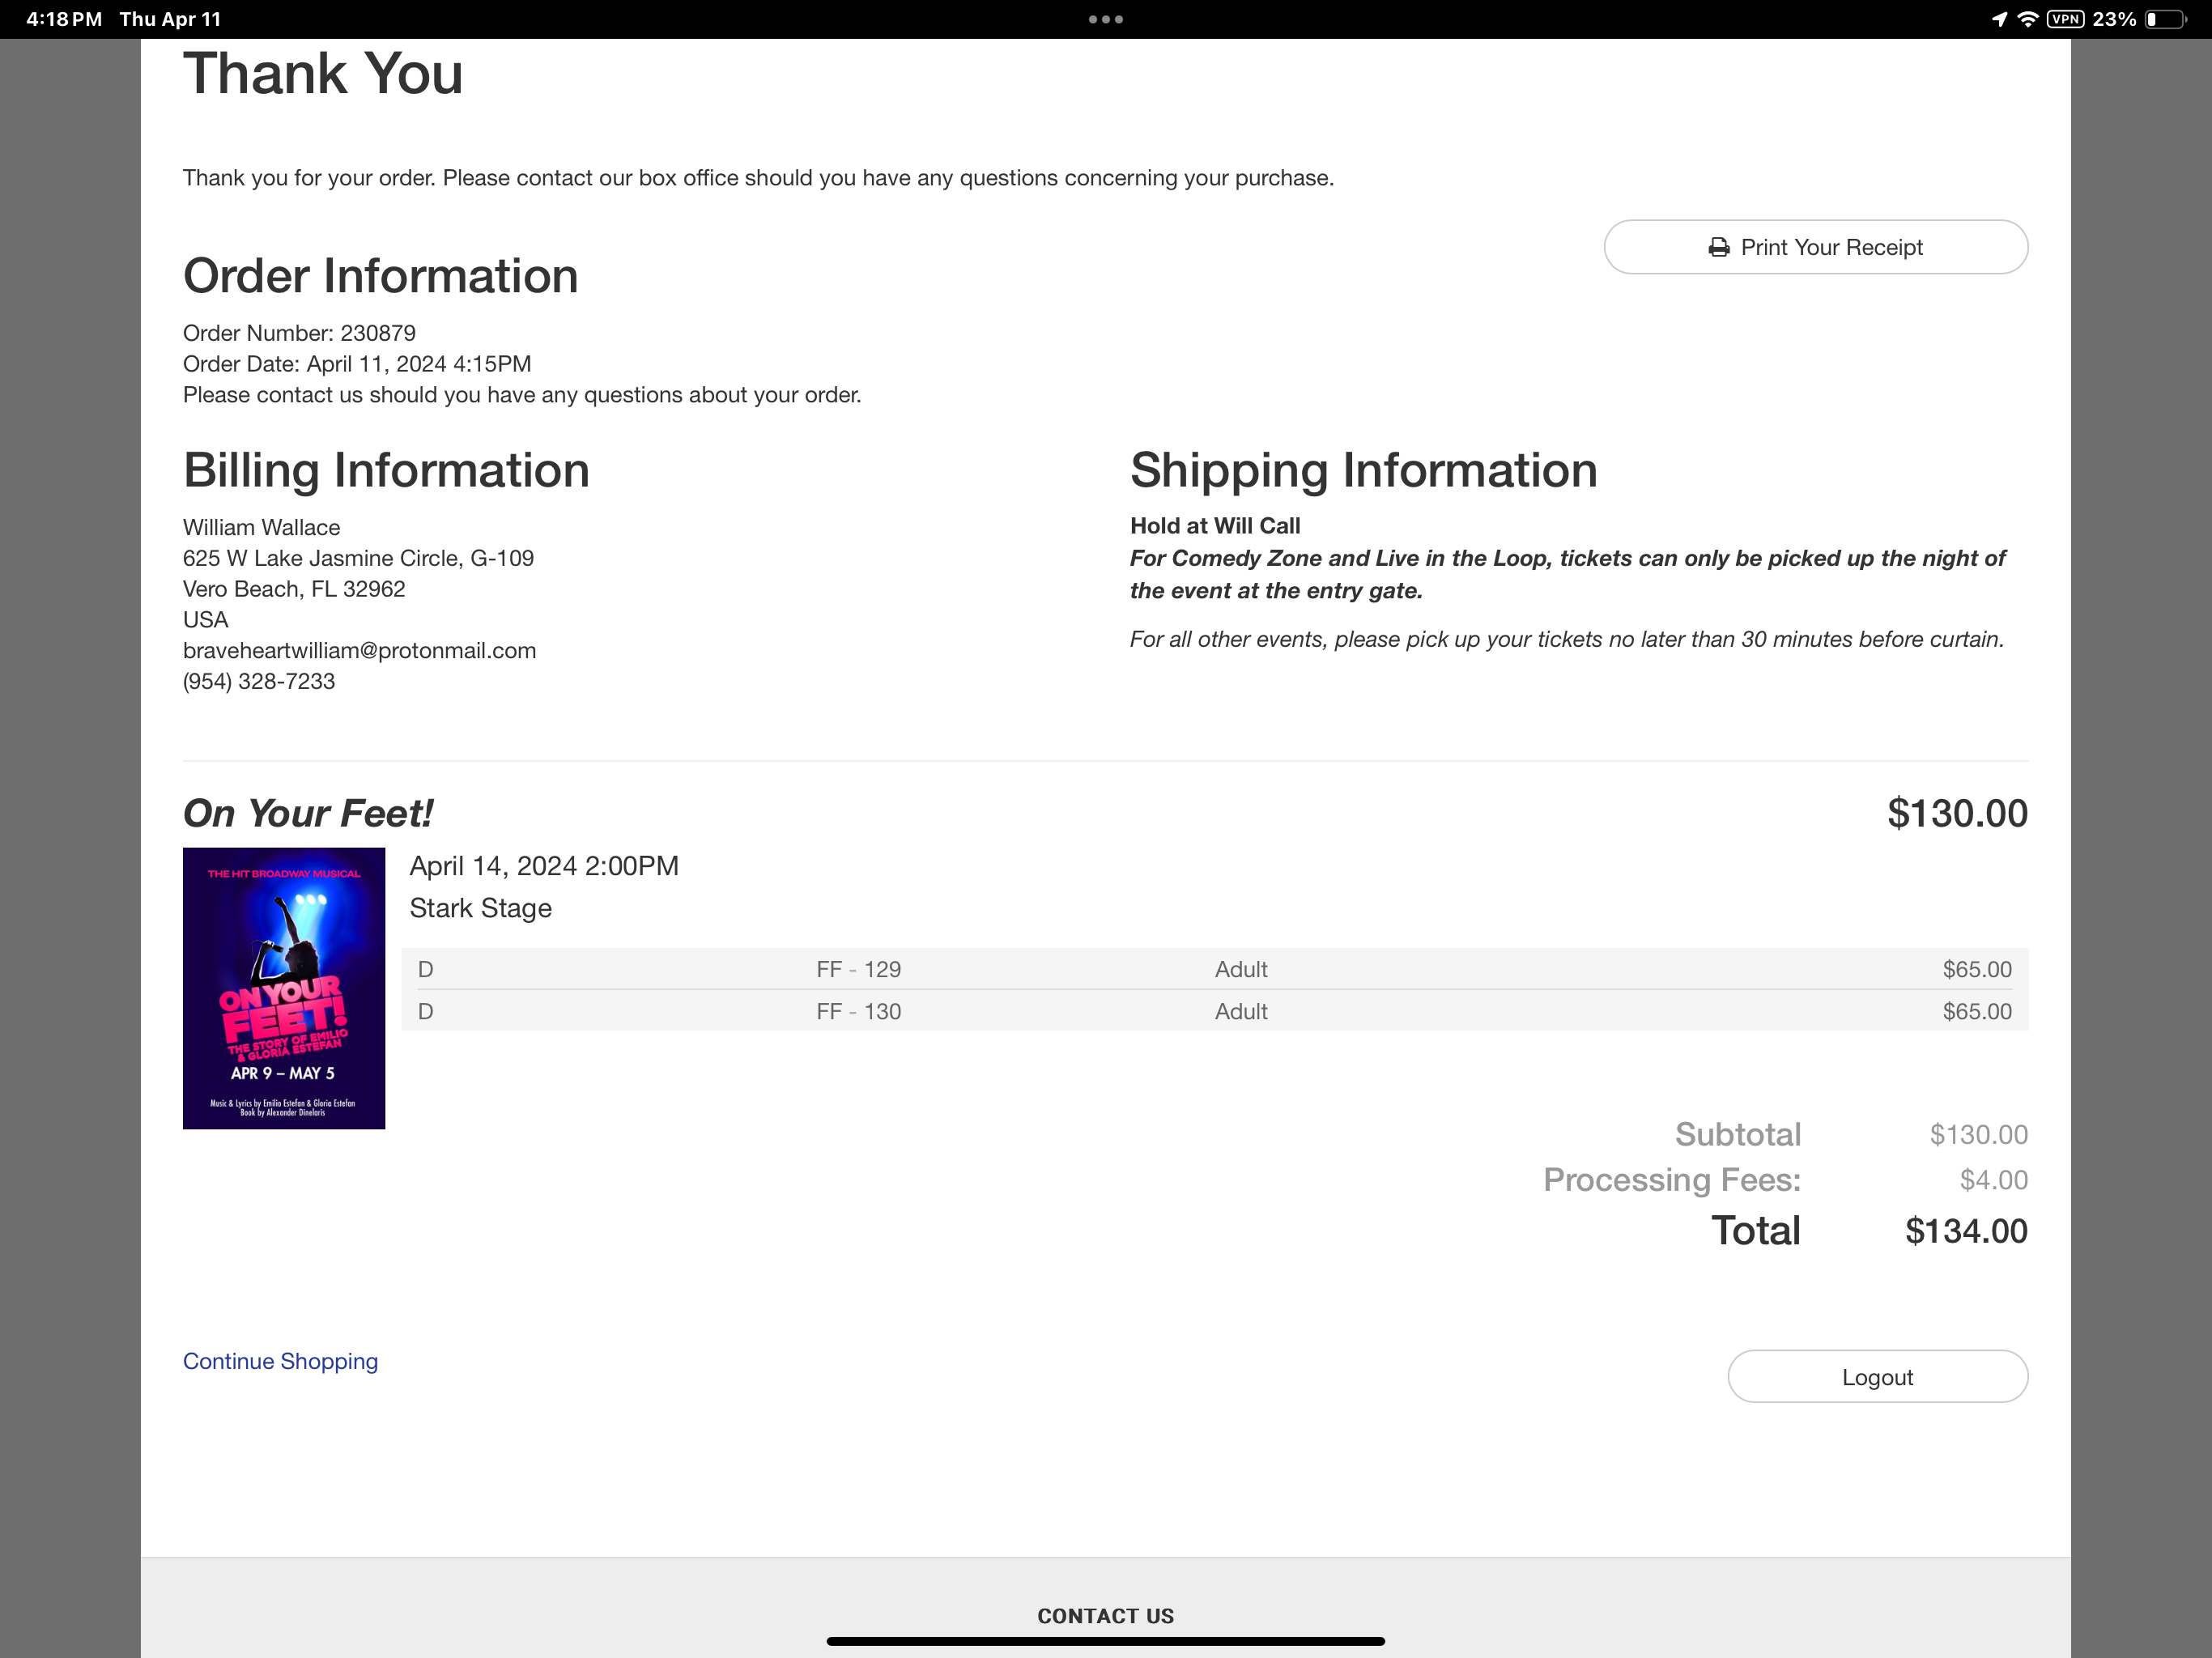 4:18 PM Thu Apr 11
VPN 23%
Thank You
Thank you for your order. Please contact our box office should you have any questions concerning your purchase.
Print Your Receipt
Order Information
Order Number: 230879
Order Date: April 11, 2024 4:15PM
Please contact us should you have any questions about your order.
Billing Information
William Wallace
625 W Lake Jasmine Circle, G-109
Vero Beach, FL 32962
USA
braveheartwilliam@protonmail.com
(954) 328-7233
Shipping Information
Hold at Will Call
For Comedy Zone and Live in the Loop, tickets can only be picked up the night of
the event at the entry gate.
For all other events, please pick up your tickets no later than 30 minutes before curtain.
On Your Feet! $130.00
THE HIT BROADWAY MUSICAL
ON YOUR
FEET!
THE STORY OF EMILIO
& GLORIA ESTEFAN
APR 9 – MAY 5
Music & Lyrics by Emilio Estefan & Gloria Estefan
Book by Alexander Dinelaris
April 14, 2024 2:00PM
Stark Stage
D FF - 129 Adult $65.00
D FF - 130 Adult $65.00
Subtotal $130.00
Processing Fees: $4.00
Total $134.00
Continue Shopping
Logout
CONTACT US